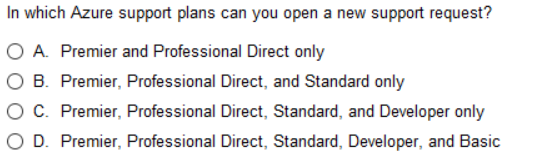 In which Azure support plans can you open a new support request?
A. Premier and Professional Direct only
B. Premier, Professional Direct, and Standard only
C. Premier, Professional Direct, Standard, and Developer only
D. Premier, Professional Direct, Standard, Developer, and Basic